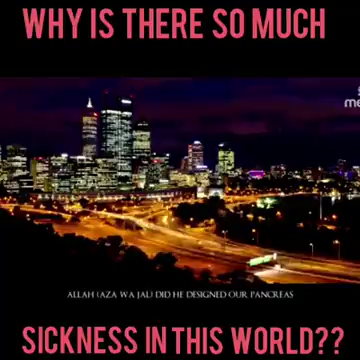 WHY IS THERE SO MUCH
ALLAH (AZA WA JAL) DID HE DESIGNED OUR PANCREAS
SICKNESS IN THIS WORLD??